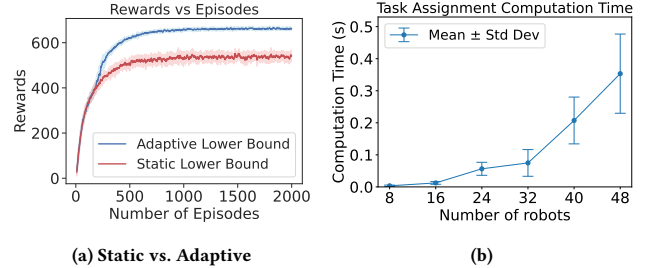 Rewards vs Episodes
600
400
200
0
Rewards
Adaptive Lower Bound
Static Lower Bound
0 500 1000 1500 2000
Number of Episodes
(a) Static vs. Adaptive
Task Assignment Computation Time
0.5
0.4
0.3
0.2
0.1
0.0
Computation Time (s)
Mean ± Std Dev
8 16 24 32 40 48
Number of robots
(b)